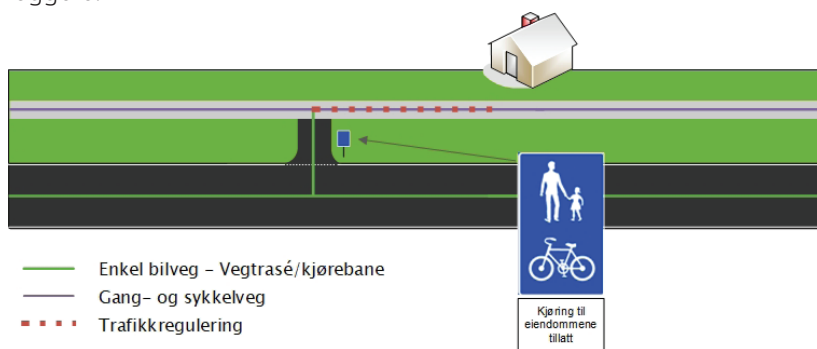 Enkel bilveg – Vegtrasé/kjørebane
Gang- og sykkelveg
Trafikkregulering
Kjøring til
eiendommene
tillatt